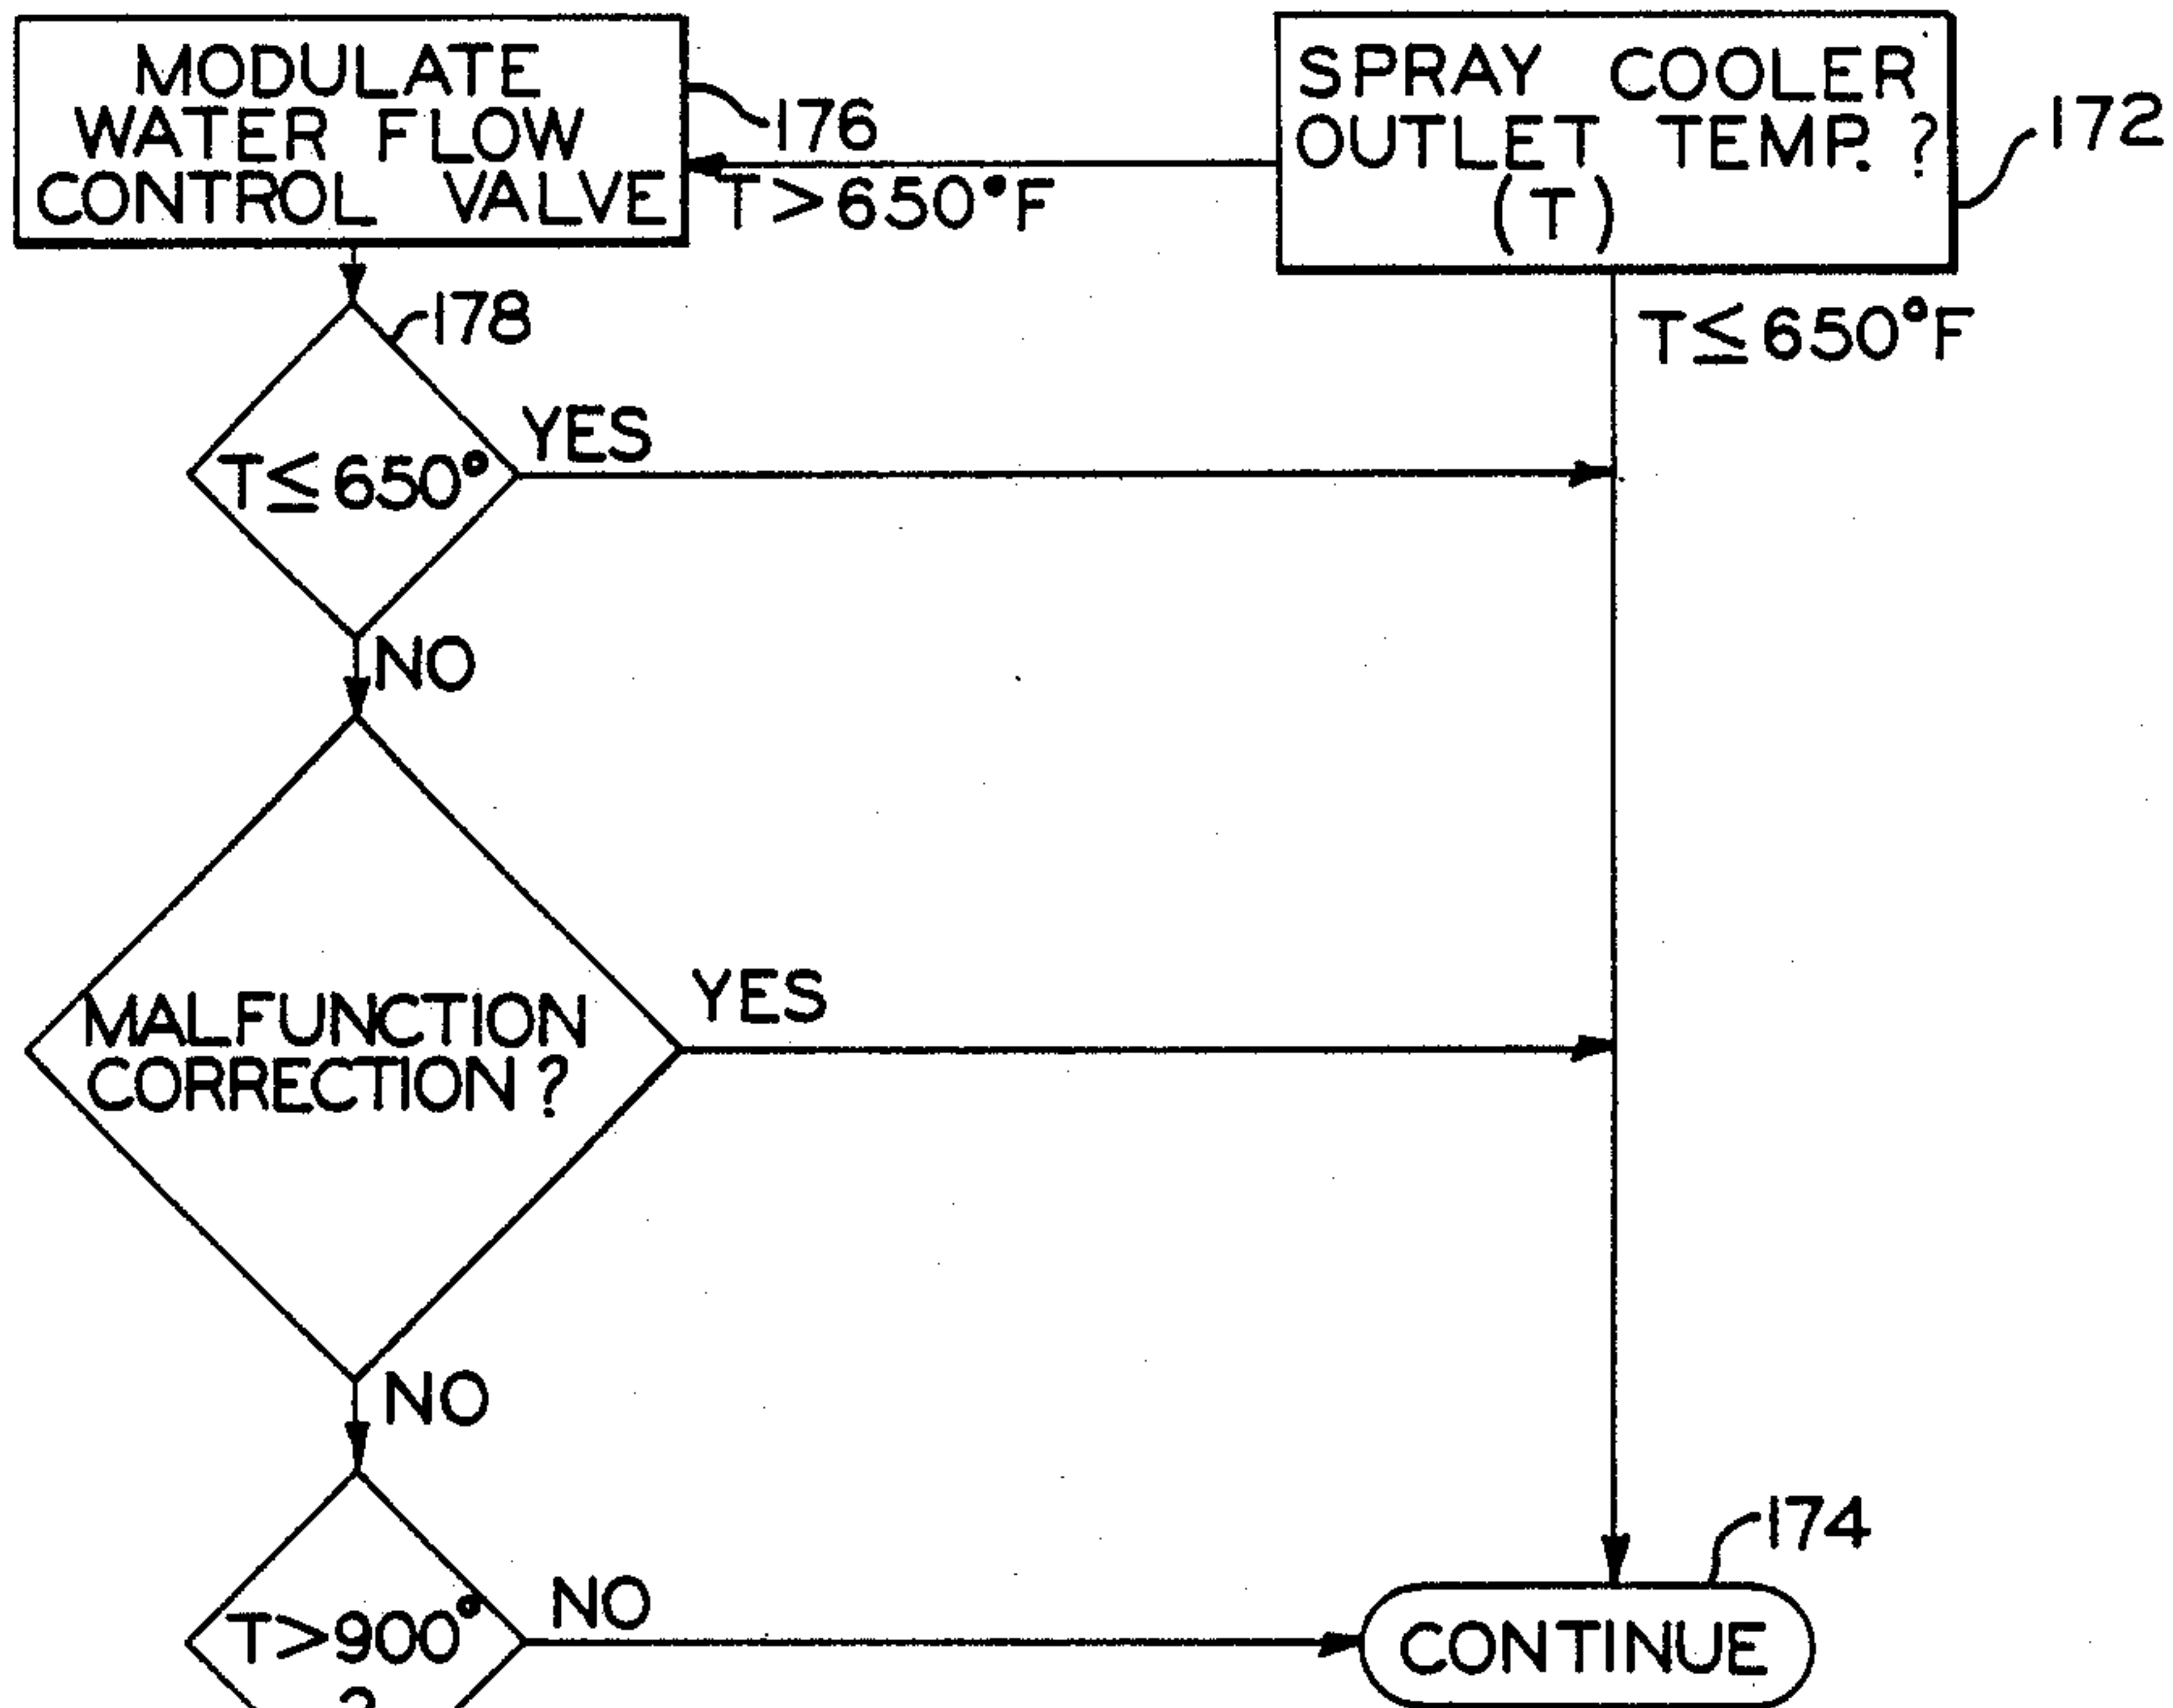 MODULATE
WATER FLOW
CONTROL VALVE
176
T>650°F
SPRAY COOLER
OUTLET TEMP. ?
(T)
172
T≤650°F
178
T≤650°
YES
NO
MALFUNCTION
CORRECTION?
YES
NO
T>900°
?
NO
174
CONTINUE